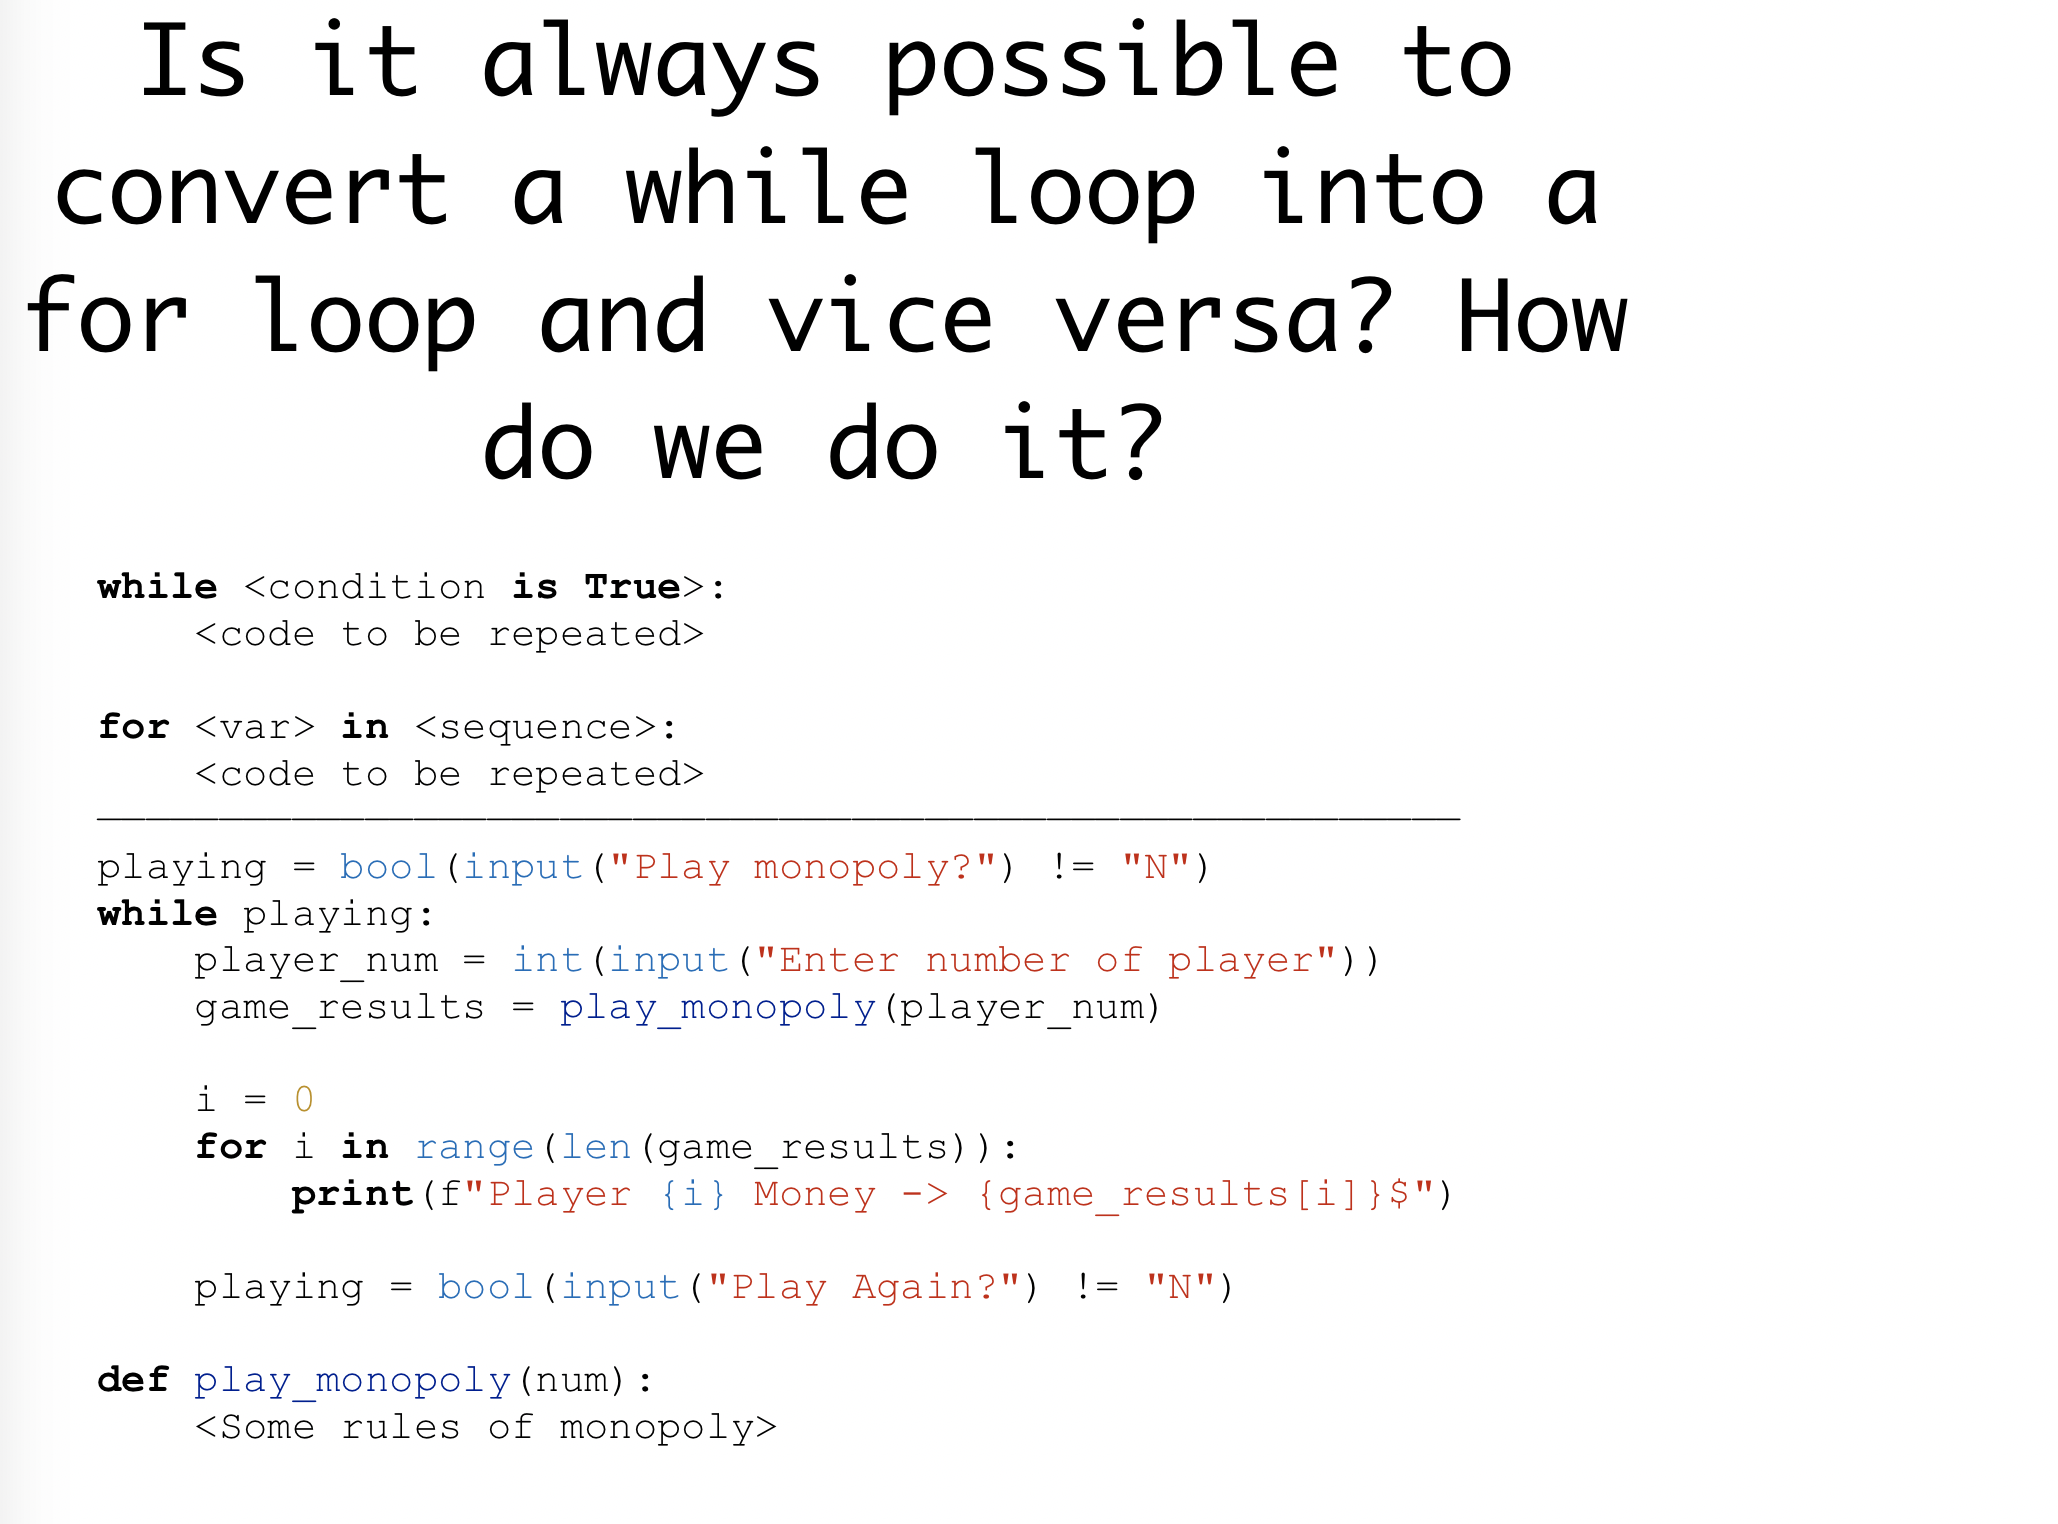 Is it always possible to
convert a while loop into a
for loop and vice versa? How
do we do it?
while <condition is True>:
    <code to be repeated>
for <var> in <sequence>:
    <code to be repeated>
________________________________________________________
playing = bool(input("Play monopoly?") != "N")
while playing:
    player_num = int(input("Enter number of player"))
    game_results = play_monopoly(player_num)
    i = 0
    for i in range(len(game_results)):
        print(f"Player {i} Money -> {game_results[i]}$")
    playing = bool(input("Play Again?") != "N")
def play_monopoly(num):
    <Some rules of monopoly>